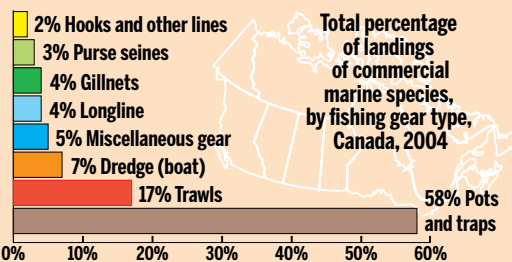 2% Hooks and other lines
3% Purse seines
4% Gillnets
4% Longline
5% Miscellaneous gear
7% Dredge (boat)
17% Trawls
58% Pots
and traps
Total percentage
of landings
of commercial
marine species,
by fishing gear type,
Canada, 2004
0% 10% 20% 30% 40% 50% 60%